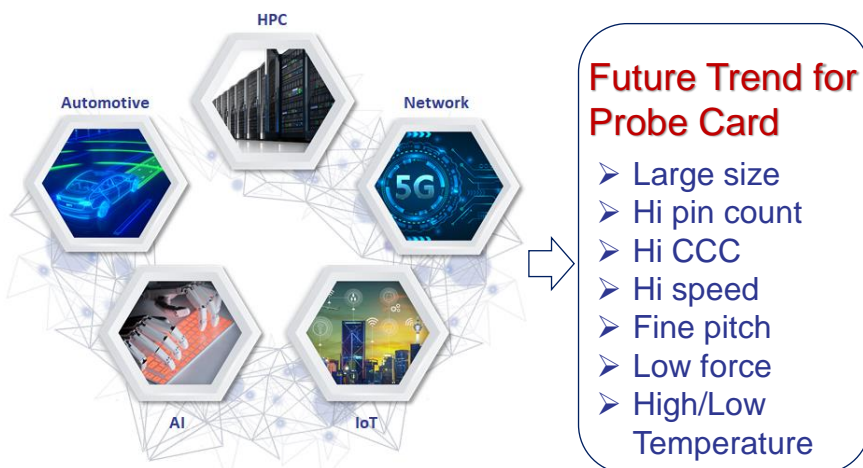 HPC
Automotive
Network
5G
AI
IoT
Future Trend for
Probe Card
➢ Large size
➢ Hi pin count
➢ Hi CCC
➢ Hi speed
➢ Fine pitch
➢ Low force
➢ High/Low
Temperature